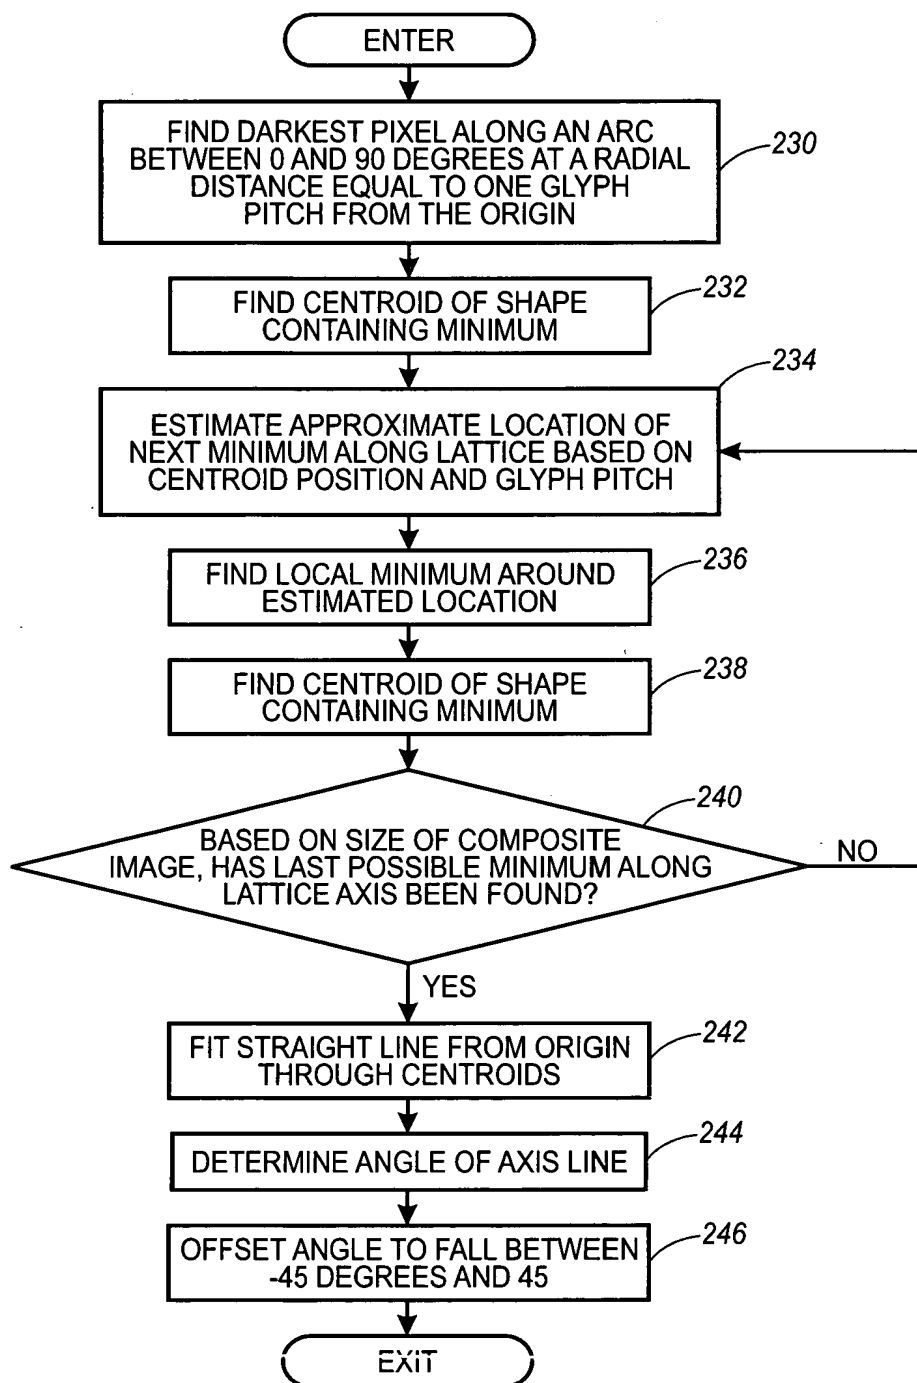 ENTER
FIND DARKEST PIXEL ALONG AN ARC
BETWEEN 0 AND 90 DEGREES AT A RADIAL
DISTANCE EQUAL TO ONE GLYPH
PITCH FROM THE ORIGIN
230
FIND CENTROID OF SHAPE
CONTAINING MINIMUM
232
234
ESTIMATE APPROXIMATE LOCATION OF
NEXT MINIMUM ALONG LATTICE BASED ON
CENTROID POSITION AND GLYPH PITCH
FIND LOCAL MINIMUM AROUND
ESTIMATED LOCATION
236
FIND CENTROID OF SHAPE
CONTAINING MINIMUM
238
240
BASED ON SIZE OF COMPOSITE
IMAGE, HAS LAST POSSIBLE MINIMUM ALONG
LATTICE AXIS BEEN FOUND?
NO
YES
FIT STRAIGHT LINE FROM ORIGIN
THROUGH CENTROIDS
242
DETERMINE ANGLE OF AXIS LINE
244
OFFSET ANGLE TO FALL BETWEEN
-45 DEGREES AND 45
246
EXIT